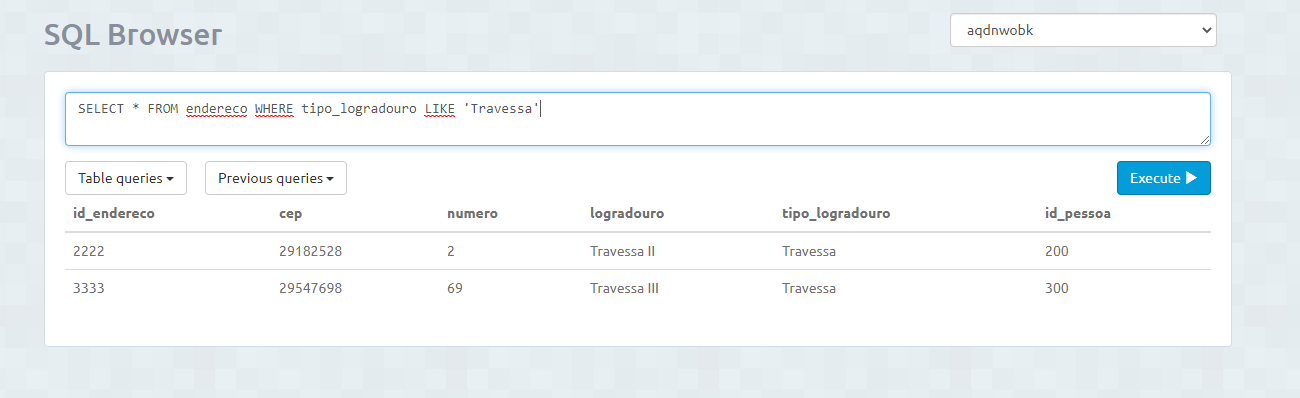 SQL Browser
aqdnwobk
SELECT * FROM endereco WHERE tipo_logradouro LIKE 'Travessa'
Table queries Previous queries Execute
id_endereco cep numero logradouro tipo_logradouro id_pessoa
2222 29182528 2 Travessa II Travessa 200
3333 29547698 69 Travessa III Travessa 300